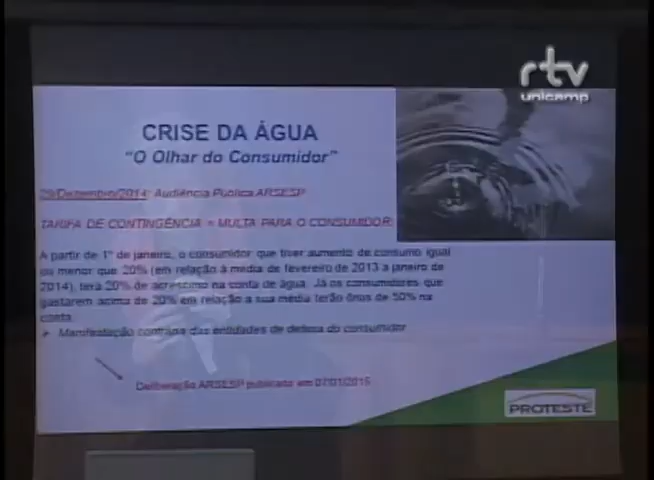 rtv
unicamp
CRISE DA ÁGUA
"O Olhar do Consumidor"
29/Dezembro/2014: Audiência Pública ARSESP
TARIFA DE CONTINGÊNCIA = MULTA PARA O CONSUMIDOR:
A partir de 1º de janeiro, o consumidor que tiver aumento de consumo igual
ou menor que 20% (em relação à média de fevereiro de 2013 a janeiro de
2014), terá 20% de acréscimo na conta de água. Já os consumidores que
gastarem acima de 20% em relação a sua média terão ônus de 50% na
conta.
➢ Manifestação contrária das entidades de defesa do consumidor
Deliberação ARSESP publicada em 07/01/2015
PROTESTE